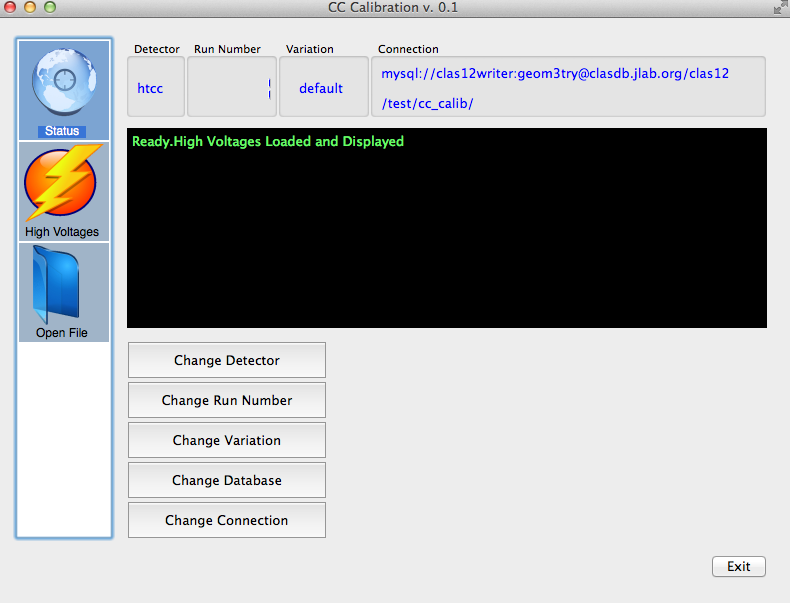 CC Calibration v. 0.1
Detector Run Number Variation Connection
htcc default mysql://clas12writer:geom3try@clasdb.jlab.org/clas12
/test/cc_calib/
Status
Ready.High Voltages Loaded and Displayed
High Voltages
Open File
Change Detector
Change Run Number
Change Variation
Change Database
Change Connection
Exit